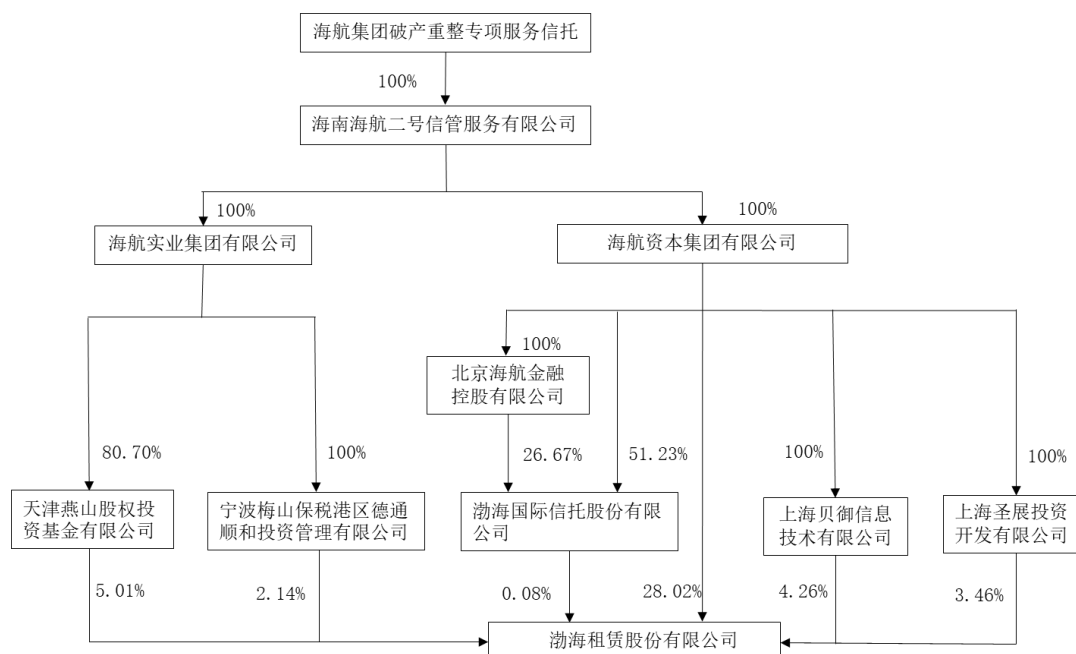 海航集团破产重整专项服务信托
100%
海南海航二号信管服务有限公司
100%
100%
海航实业集团有限公司
海航资本集团有限公司
100%
北京海航金融
控股有限公司
80.70%
100%
26.67%
51.23%
100%
100%
天津燕山股权投
资基金有限公司
宁波梅山保税港区德通
顺和投资管理有限公司
渤海国际信托股份有限
公司
上海贝御信息
技术有限公司
上海圣展投资
开发有限公司
5.01%
2.14%
0.08%
28.02%
4.26%
3.46%
渤海租赁股份有限公司